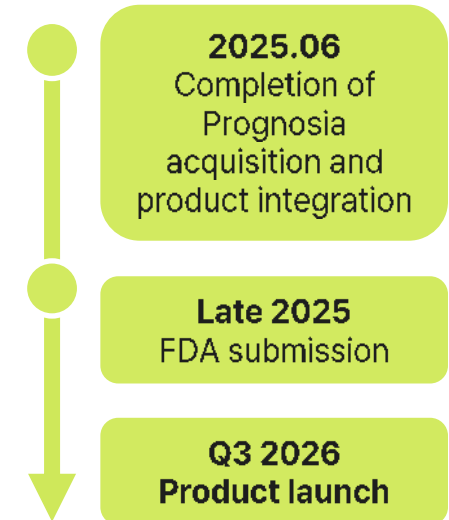 2025.06
Completion of
Prognosia
acquisition and
product integration
Late 2025
FDA submission
Q3 2026
Product launch